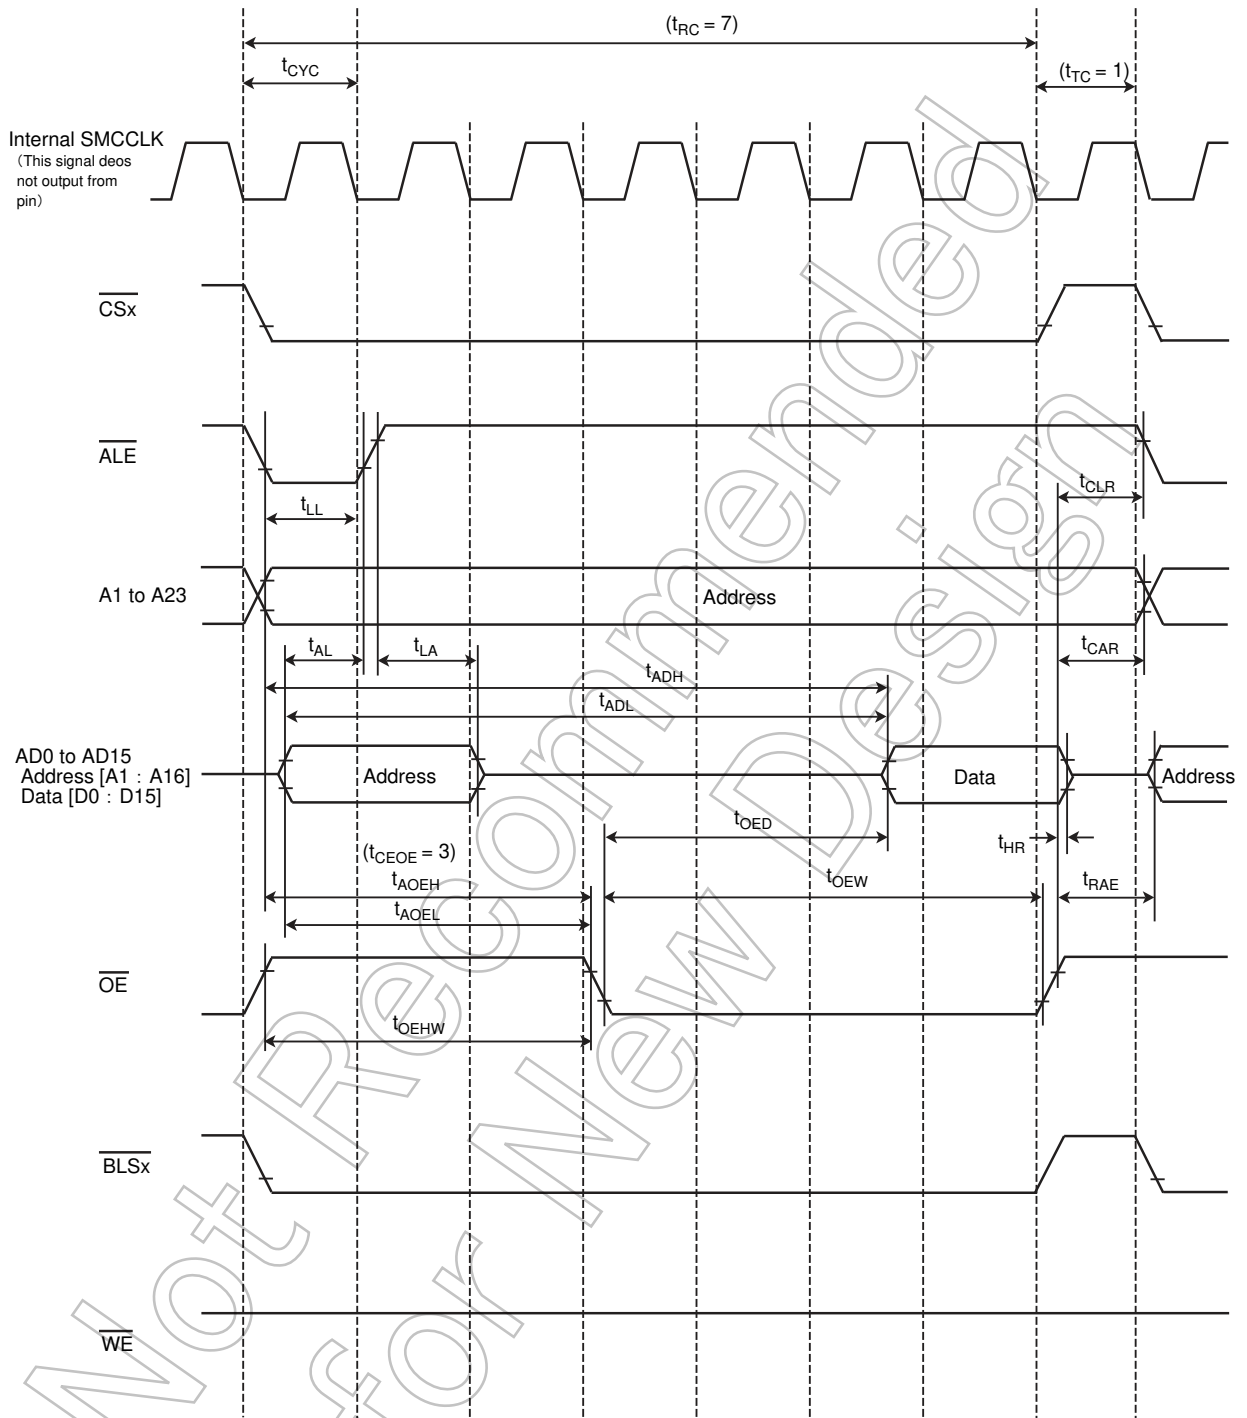 (tRC = 7)
tCYC
(tTC = 1)
Internal SMCCLK
(This signal deos
not output from
pin)
CSx
ALE
tLL
tCLR
A1 to A23
Address
tAL
tLA
tCAR
tADH
tADL
AD0 to AD15
Address [A1 : A16]
Data [D0 : D15]
Address
Data
Address
tOED
tHR
(tCEOE = 3)
tAOEH
tOEW
tRAE
tAOEL
OE
tOEHW
BLSx
WE
Not Recommended
for New Design